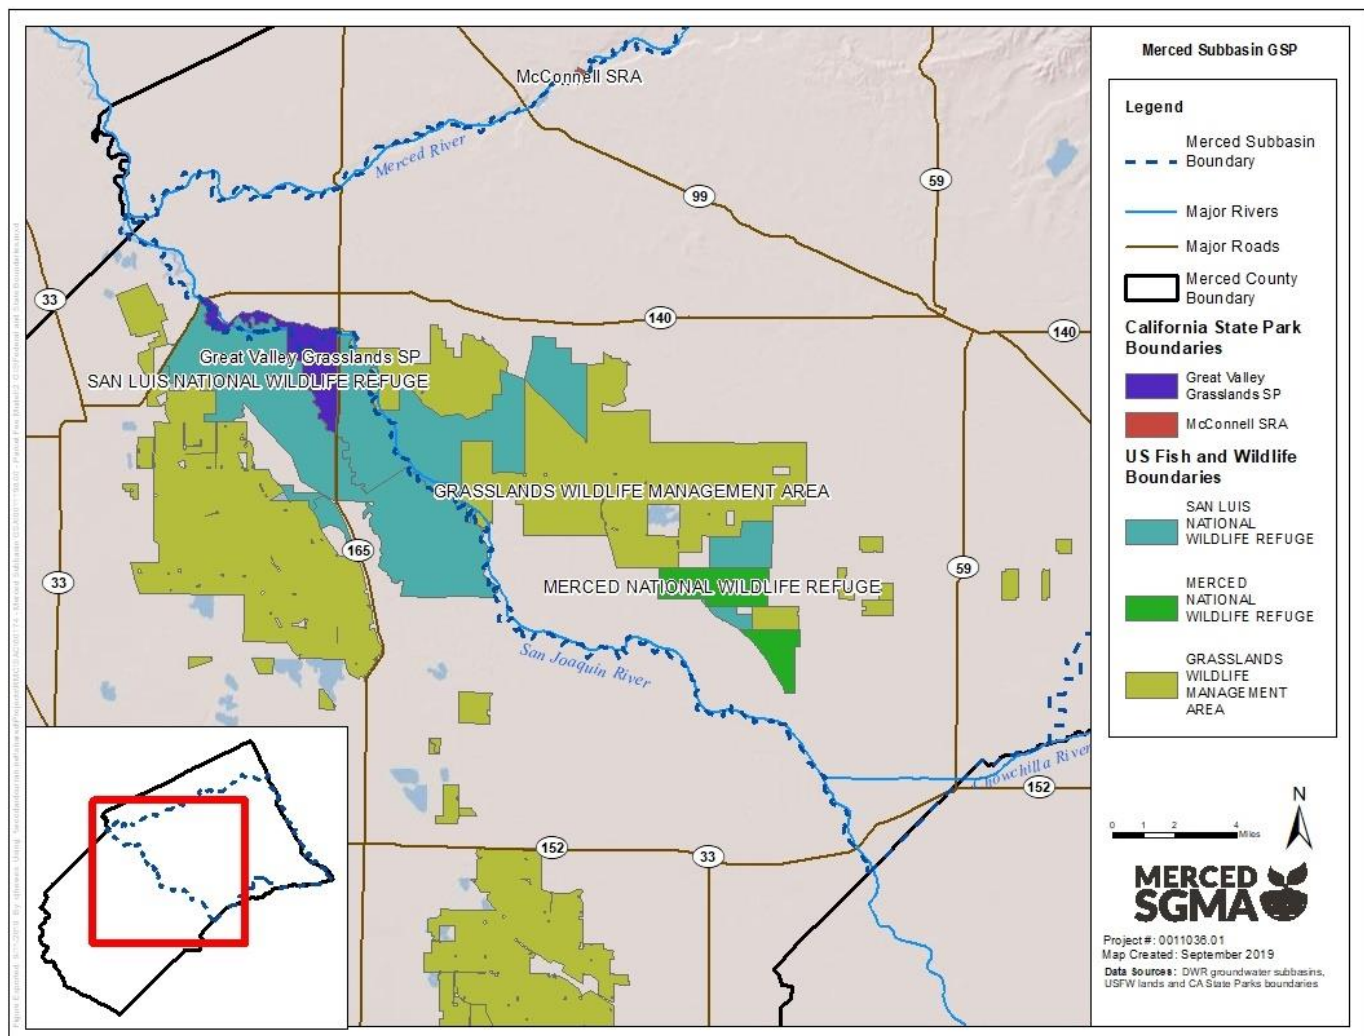 McConnell SRA
Merced River
99
59
33
140
140
Great Valley Grasslands SP
SAN LUIS NATIONAL WILDLIFE REFUGE
GRASSLANDS WILDLIFE MANAGEMENT AREA
165
33
59
MERCED NATIONAL WILDLIFE REFUGE
San Joaquin River
Chowchilla River
152
152
33
Merced Subbasin GSP
Legend
Merced Subbasin
Boundary
Major Rivers
Major Roads
Merced County
Boundary
California State Park
Boundaries
Great Valley
Grasslands SP
McConnell SRA
US Fish and Wildlife
Boundaries
SAN LUIS
NATIONAL
WILDLIFE REFUGE
MERCED
NATIONAL
WILDLIFE REFUGE
GRASSLANDS
WILDLIFE
MANAGEMENT
AREA
N
0 1 2 4
Miles
MERCED
SGMA
Project #: 0011036.01
Map Created: September 2019
Data Sources: DWR groundwater subbasins,
USFW lands and CA State Parks boundaries